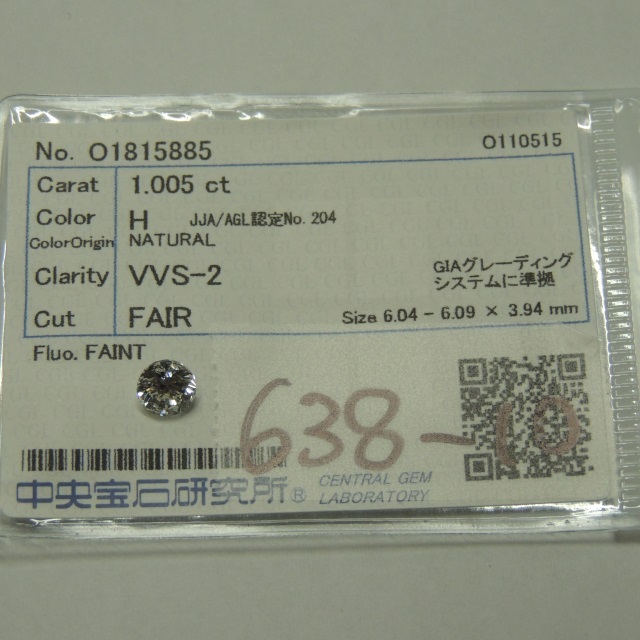 No. O1815885 O110515
Carat 1.005 ct
Color H JJA/AGL認定No. 204
ColorOrigin NATURAL
Clarity VVS-2 GIAグレーディング
システムに準拠
Cut FAIR Size 6.04 - 6.09 × 3.94 mm
Fluo. FAINT
638-10
中央宝石研究所® CENTRAL GEM
LABORATORY